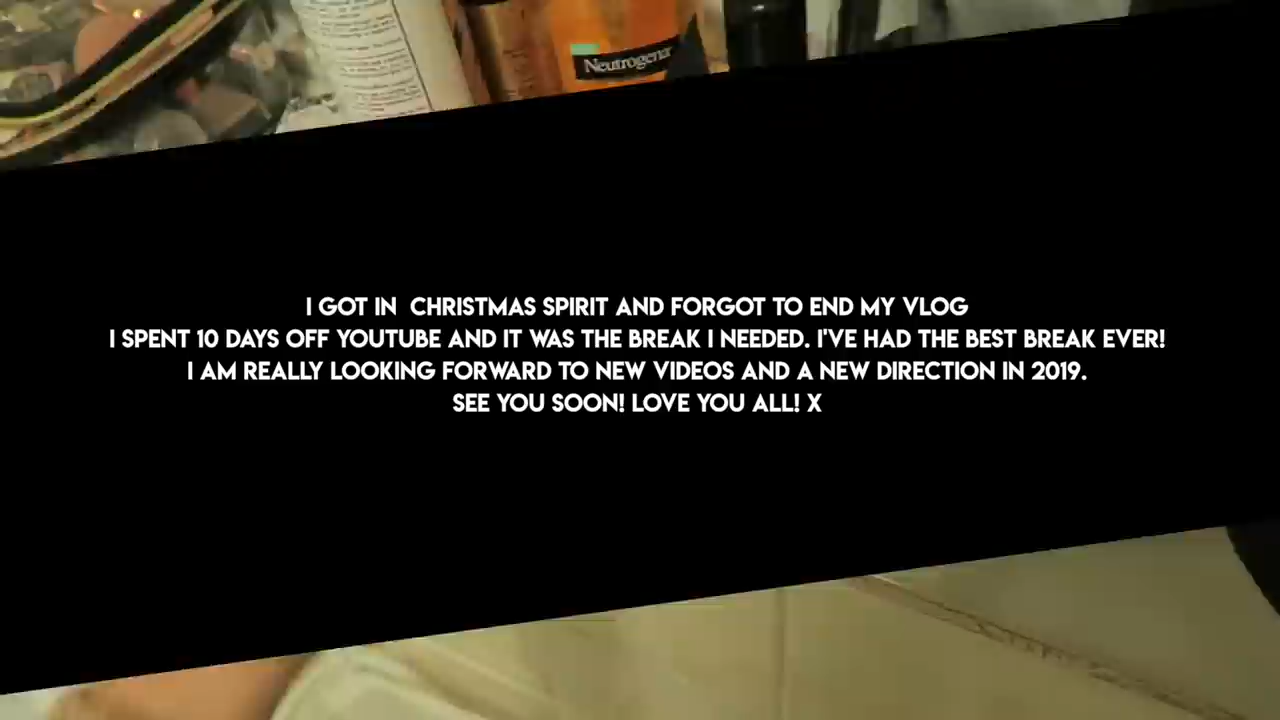 Neutrogena
I GOT IN CHRISTMAS SPIRIT AND FORGOT TO END MY VLOG
I SPENT 10 DAYS OFF YOUTUBE AND IT WAS THE BREAK I NEEDED. I'VE HAD THE BEST BREAK EVER!
I AM REALLY LOOKING FORWARD TO NEW VIDEOS AND A NEW DIRECTION IN 2019.
SEE YOU SOON! LOVE YOU ALL! X